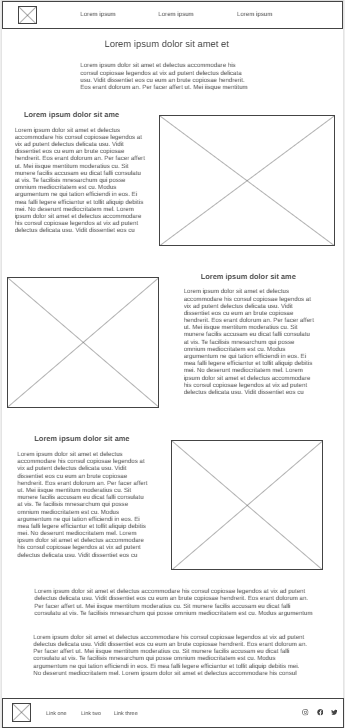 Lorem ipsum
Lorem ipsum
Lorem ipsum
Lorem ipsum dolor sit amet et
Lorem ipsum dolor sit amet et delectus accommodare his
consul copiosae legendos at vix ad putent delectus delicata
usu. Vidit dissentiet eos cu eum an brute copiosae hendrerit.
Eos erant dolorum an. Per facer affert ut. Mei iisque mentitum
Lorem ipsum dolor sit ame
Lorem ipsum dolor sit amet et delectus
accommodare his consul copiosae legendos at
vix ad putent delectus delicata usu. Vidit
dissentiet eos cu eum an brute copiosae
hendrerit. Eos erant dolorum an. Per facer affert
ut. Mei iisque mentitum moderatius cu. Sit
munere facilis accusam eu dicat falli consulatu
at vis. Te facilisis mnesarchum qui posse
omnium mediocritatem est cu. Modus
argumentum ne qui tation efficiendi in eos. Ei
mea falli legere efficiantur et tollit aliquip debitis
mei. No deserunt mediocritatem mel. Lorem
ipsum dolor sit amet et delectus accommodare
his consul copiosae legendos at vix ad putent
delectus delicata usu. Vidit dissentiet eos cu
Lorem ipsum dolor sit ame
Lorem ipsum dolor sit amet et delectus
accommodare his consul copiosae legendos at
vix ad putent delectus delicata usu. Vidit
dissentiet eos cu eum an brute copiosae
hendrerit. Eos erant dolorum an. Per facer affert
ut. Mei iisque mentitum moderatius cu. Sit
munere facilis accusam eu dicat falli consulatu
at vis. Te facilisis mnesarchum qui posse
omnium mediocritatem est cu. Modus
argumentum ne qui tation efficiendi in eos. Ei
mea falli legere efficiantur et tollit aliquip debitis
mei. No deserunt mediocritatem mel. Lorem
ipsum dolor sit amet et delectus accommodare
his consul copiosae legendos at vix ad putent
delectus delicata usu. Vidit dissentiet eos cu
Lorem ipsum dolor sit ame
Lorem ipsum dolor sit amet et delectus
accommodare his consul copiosae legendos at
vix ad putent delectus delicata usu. Vidit
dissentiet eos cu eum an brute copiosae
hendrerit. Eos erant dolorum an. Per facer affert
ut. Mei iisque mentitum moderatius cu. Sit
munere facilis accusam eu dicat falli consulatu
at vis. Te facilisis mnesarchum qui posse
omnium mediocritatem est cu. Modus
argumentum ne qui tation efficiendi in eos. Ei
mea falli legere efficiantur et tollit aliquip debitis
mei. No deserunt mediocritatem mel. Lorem
ipsum dolor sit amet et delectus accommodare
his consul copiosae legendos at vix ad putent
delectus delicata usu. Vidit dissentiet eos cu
Lorem ipsum dolor sit amet et delectus accommodare his consul copiosae legendos at vix ad putent
delectus delicata usu. Vidit dissentiet eos cu eum an brute copiosae hendrerit. Eos erant dolorum an.
Per facer affert ut. Mei iisque mentitum moderatius cu. Sit munere facilis accusam eu dicat falli
consulatu at vis. Te facilisis mnesarchum qui posse omnium mediocritatem est cu. Modus argumentum
Lorem ipsum dolor sit amet et delectus accommodare his consul copiosae legendos at vix ad putent
delectus delicata usu. Vidit dissentiet eos cu eum an brute copiosae hendrerit. Eos erant dolorum an.
Per facer affert ut. Mei iisque mentitum moderatius cu. Sit munere facilis accusam eu dicat falli
consulatu at vis. Te facilisis mnesarchum qui posse omnium mediocritatem est cu. Modus
argumentum ne qui tation efficiendi in eos. Ei mea falli legere efficiantur et tollit aliquip debitis mei.
No deserunt mediocritatem mel. Lorem ipsum dolor sit amet et delectus accommodare his consul
Link one
Link two
Link three